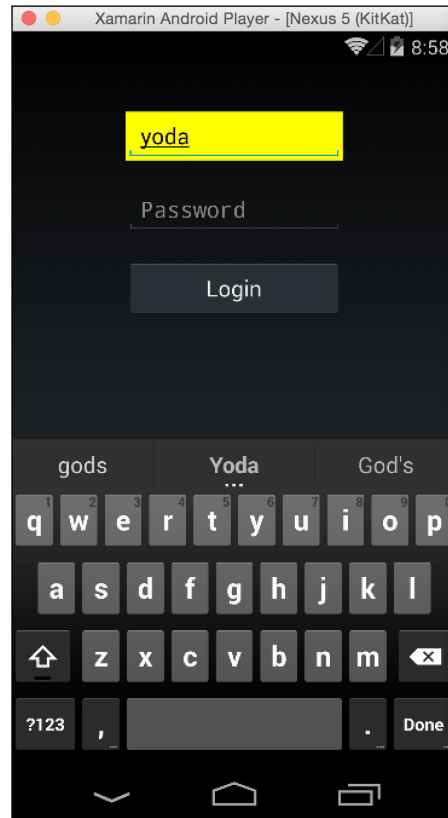 Xamarin Android Player - [Nexus 5 (KitKat)]
8:58
yoda
Password
Login
gods Yoda God's
1 2 3 4 5 6 7 8 9 0
q w e r t y u i o p
a s d f g h j k l
z x c v b n m
?123 , . Done